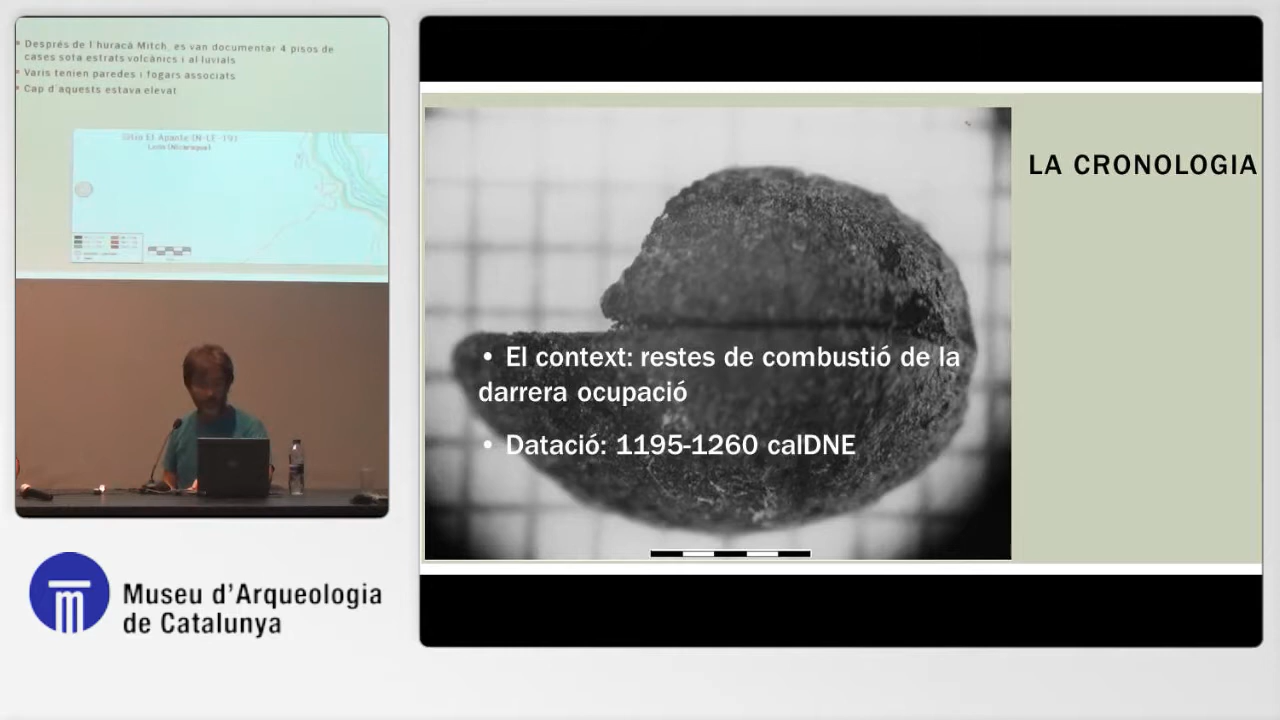 Després de l'huracà Mitch, es van documentar 4 pisos de
cases sota estrats volcànics i al·luvials
Varis tenien paredes i fogars associats
Cap d'aquests estava elevat
Sitio El Apante (N-LE-19)
León (Nicaragua)
Museu d'Arqueologia
de Catalunya
LA CRONOLOGIA
• El context: restes de combustió de la
darrera ocupació
• Datació: 1195-1260 calDNE